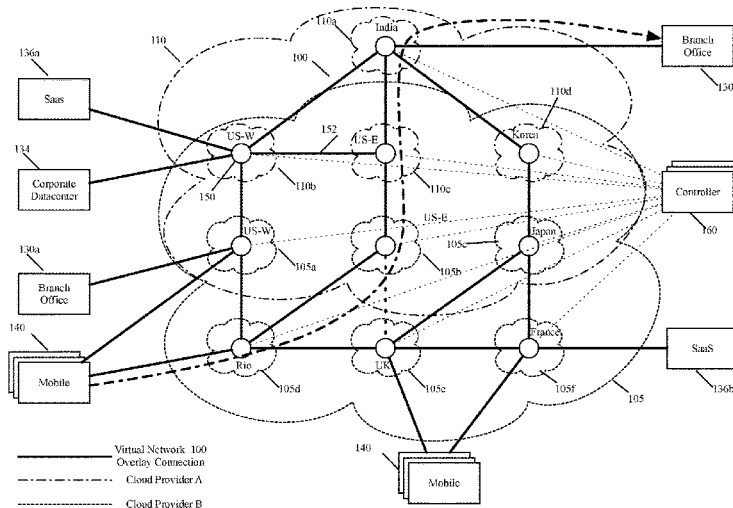 110a
India
110
136a
100
Branch
Office
130
Saas
110d
US-W
152
US-E
Korea
134
Corporate
Datacenter
150
110b
110c
Controller
160
US-E
US-W
105c
Japan
130a
105a
105b
Branch
Office
140
Mobile
France
SaaS
Rio
UK
105d
105e
105f
105
136b
Virtual Network 100
Overlay Connection
140
Cloud Provider A
Mobile
Cloud Provider B